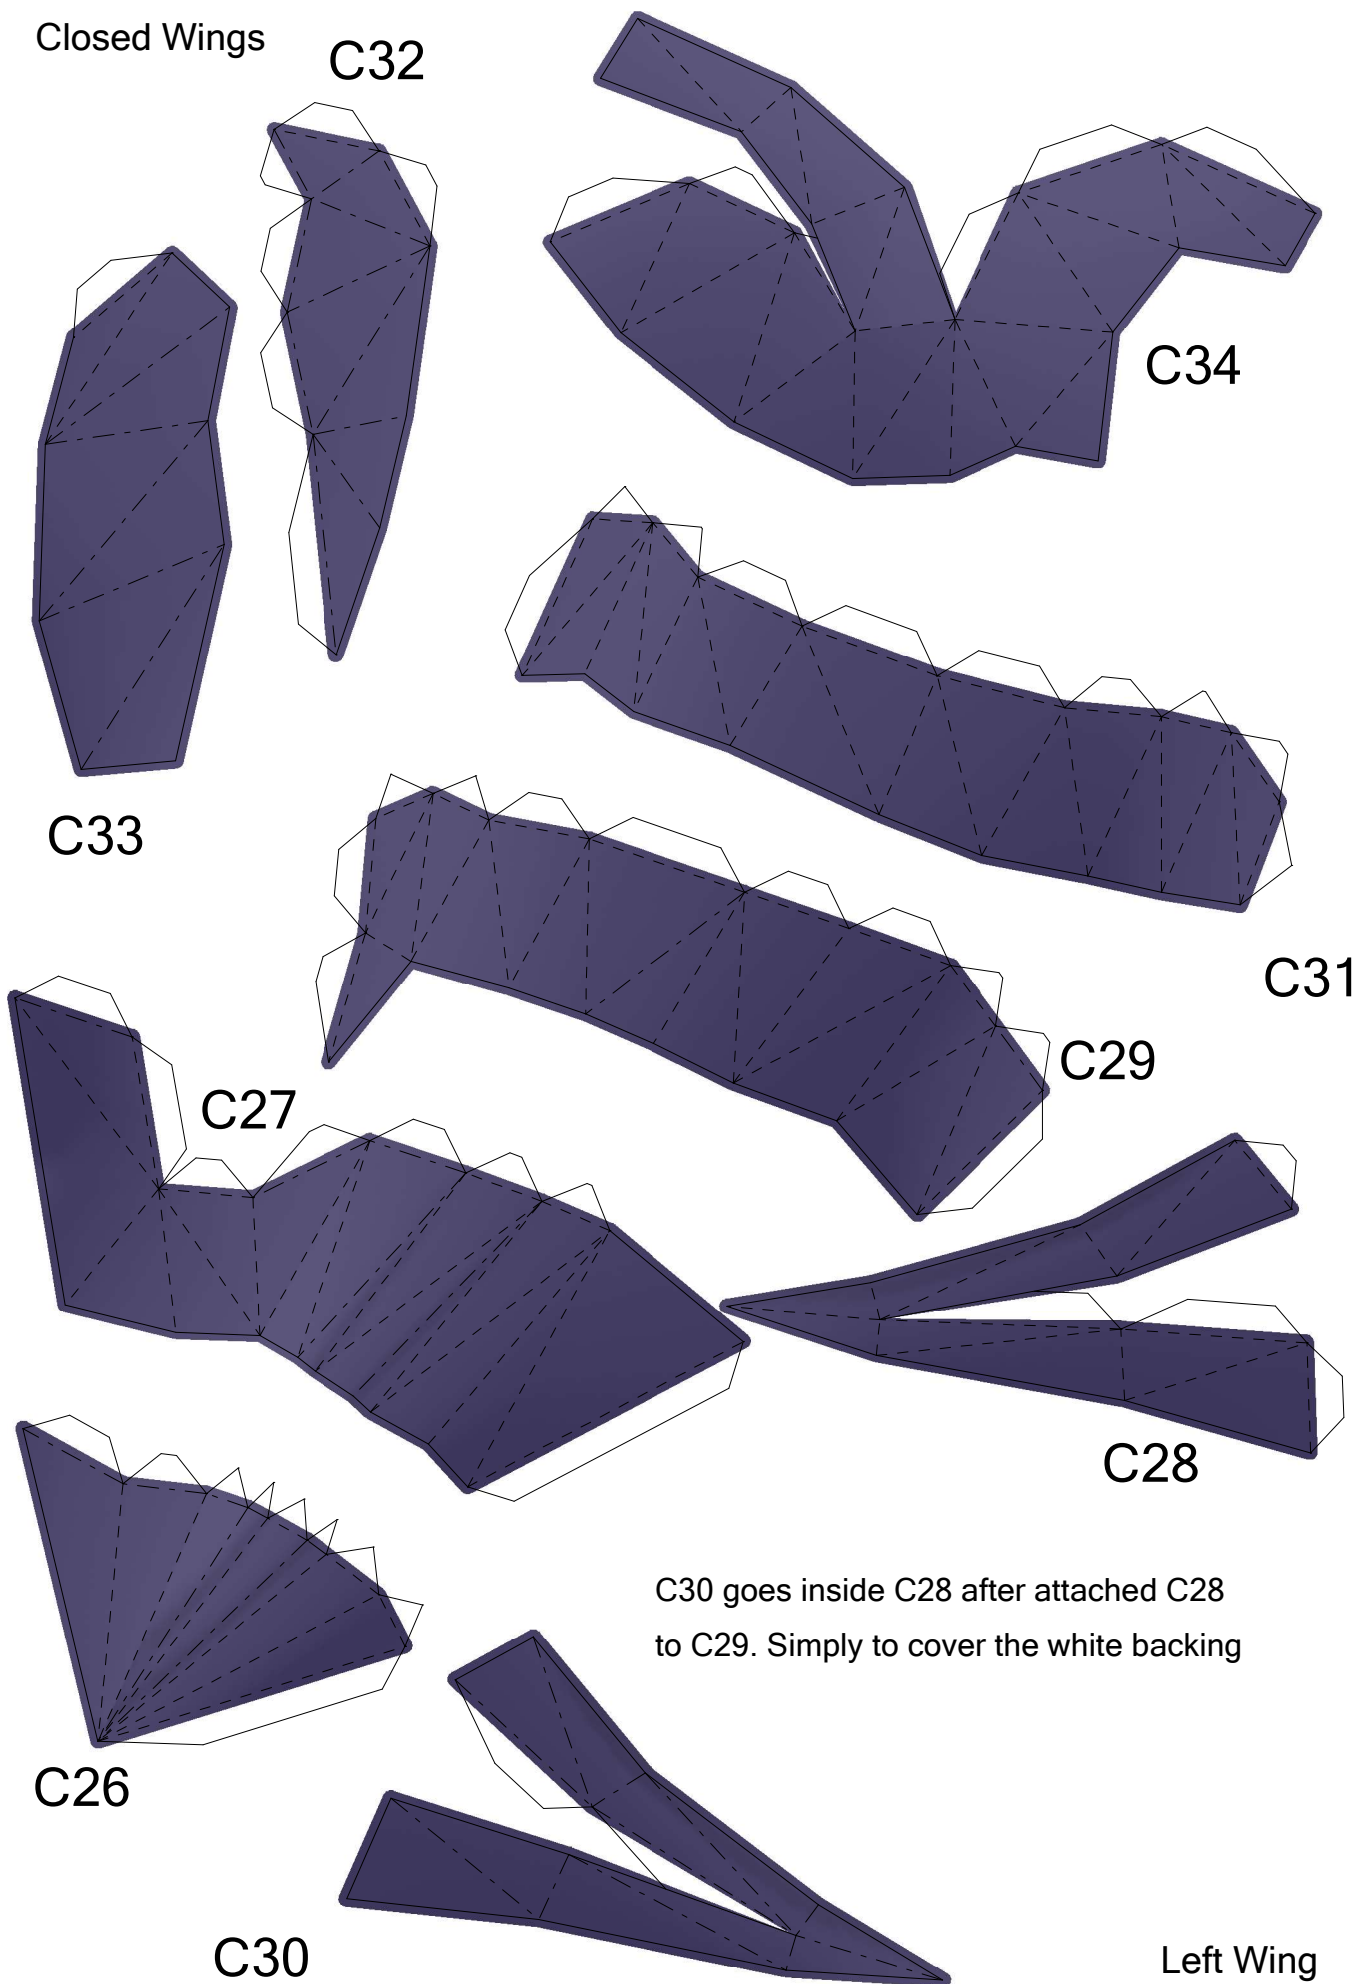 Closed Wings
C32
C34
C33
C31
C29
C27
C28
C30 goes inside C28 after attached C28
to C29. Simply to cover the white backing
C26
C30
Left Wing